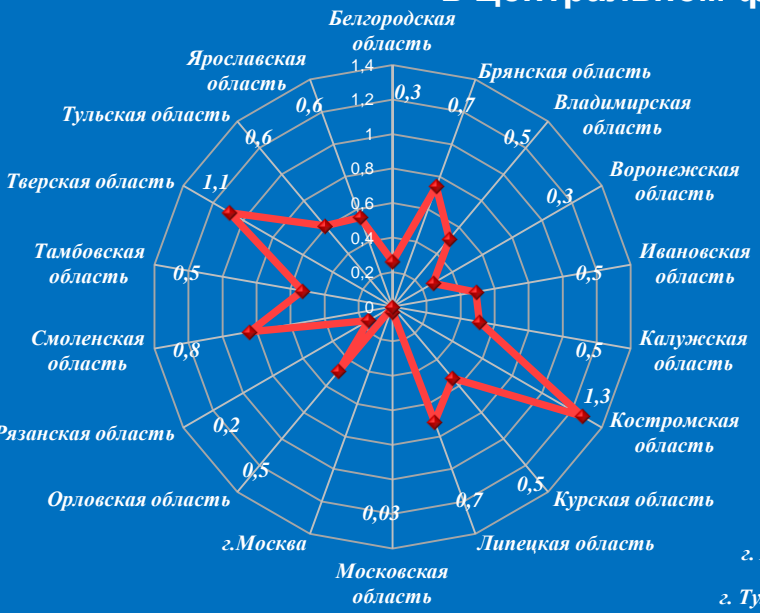 Белгородская
область
Брянская область
Владимирская
область
Воронежская
область
Ивановская
область
Калужская
область
Костромская
область
Курская область
Липецкая область
Московская
область
г.Москва
Орловская область
Рязанская область
Смоленская
область
Тамбовская
область
Тверская область
Тульская область
Ярославская
область
1,4
1,2
1
0,8
0,6
0,4
0,2
0
0,3
0,7
0,5
0,3
0,5
0,5
1,3
0,5
0,7
0,03
0,5
0,2
0,8
0,5
1,1
0,6
0,6
г.
г. Ту